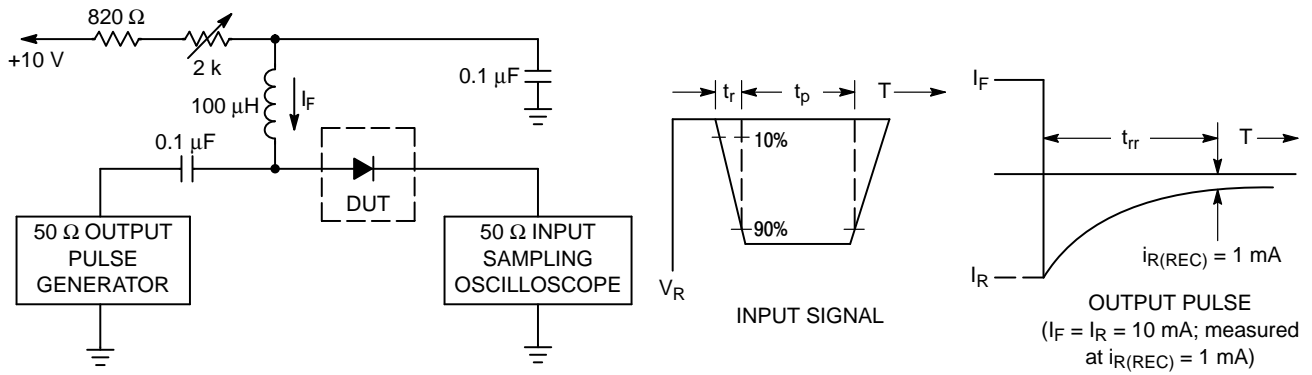 820 Ω
+10 V
2 k
100 μH
I_F
0.1 μF
0.1 μF
DUT
50 Ω OUTPUT
PULSE
GENERATOR
50 Ω INPUT
SAMPLING
OSCILLOSCOPE
t_r
t_p
T
10%
90%
V_R
INPUT SIGNAL
I_F
t_rr
T
I_R
i_R(REC) = 1 mA
OUTPUT PULSE
(I_F = I_R = 10 mA; measured
at i_R(REC) = 1 mA)